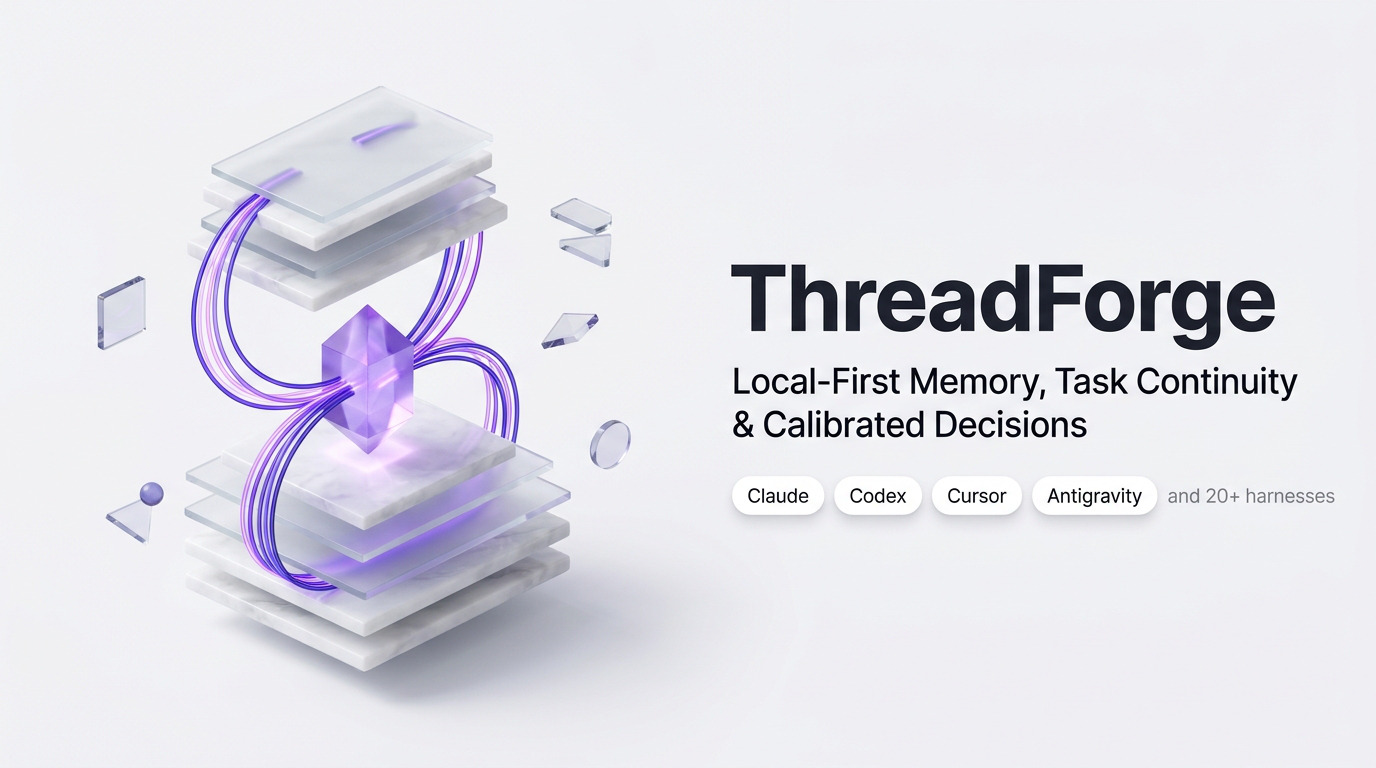 ThreadForge
Local-First Memory, Task Continuity
& Calibrated Decisions
Claude Codex Cursor Antigravity and 20+ harnesses